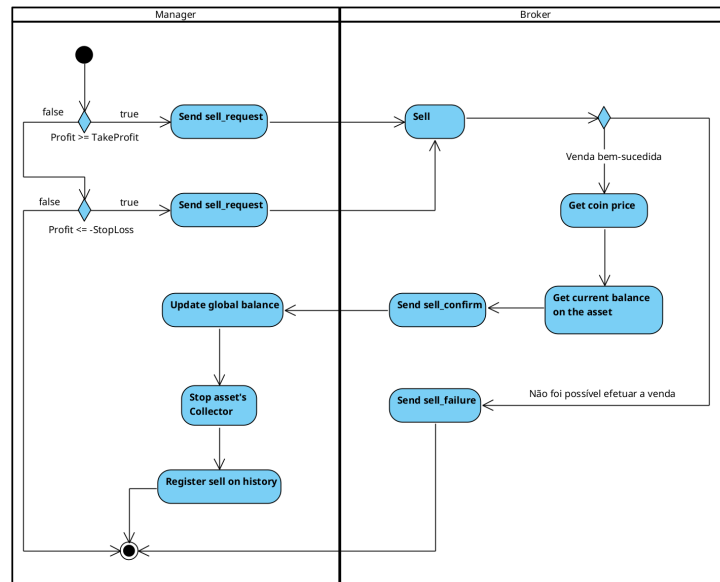 Manager
Broker
false
true
Profit >= TakeProfit
Send sell_request
Sell
Venda bem-sucedida
false
true
Profit <= -StopLoss
Send sell_request
Get coin price
Update global balance
Send sell_confirm
Get current balance
on the asset
Stop asset's
Collector
Send sell_failure
Não foi possível efetuar a venda
Register sell on history